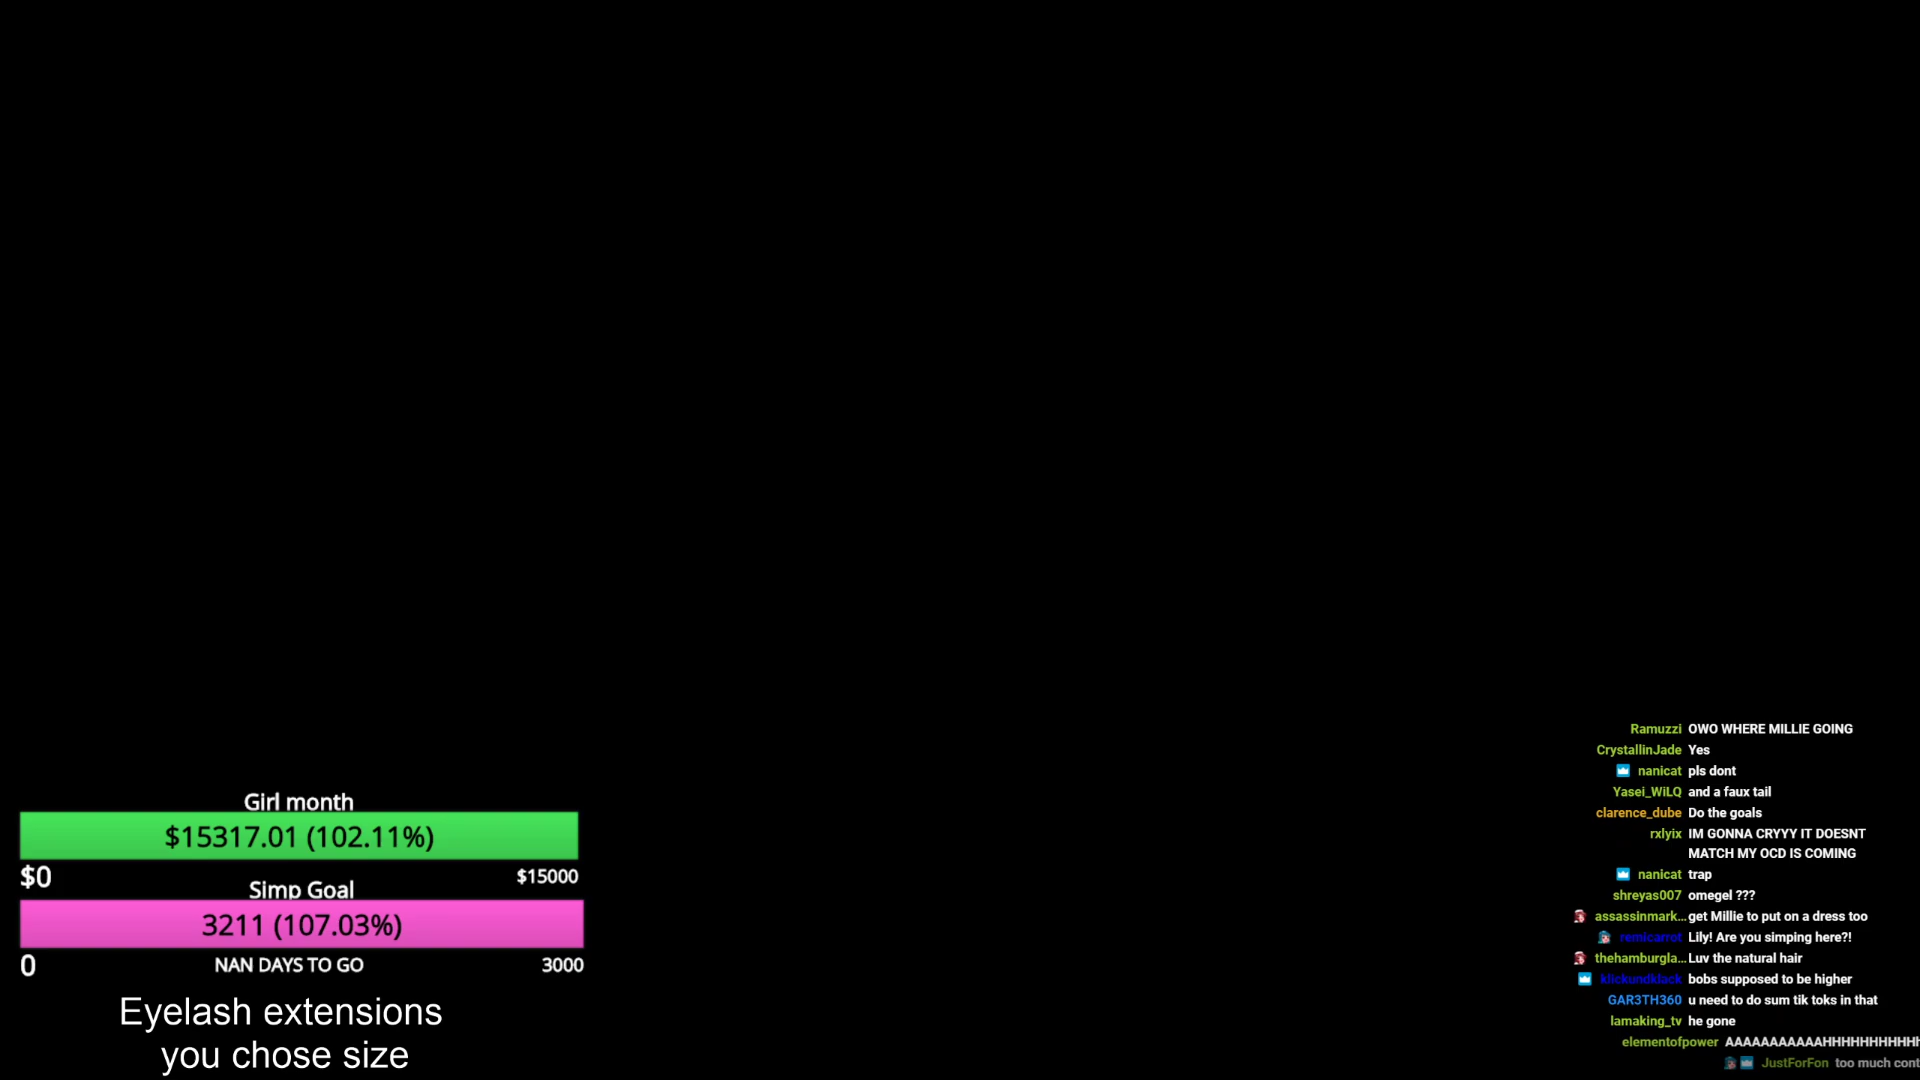 Girl month
$15317.01 (102.11%)
$0 $15000
Simp Goal
3211 (107.03%)
0 NAN DAYS TO GO 3000
Eyelash extensions
you chose size
Ramuzzi OWO WHERE MILLIE GOING
CrystallinJade Yes
nanicat pls dont
Yasei_WiLQ and a faux tail
clarence_dube Do the goals
rxlyix IM GONNA CRYYY IT DOESNT
MATCH MY OCD IS COMING
nanicat trap
shreyas007 omegel ???
assassinmark... get Millie to put on a dress too
remicarrot Lily! Are you simping here?!
thehamburgla... Luv the natural hair
klickundklack bobs supposed to be higher
GAR3TH360 u need to do sum tik toks in that
lamaking_tv he gone
elementofpower AAAAAAAAAAAHHHHHHHHHHH
JustForFon too much cont